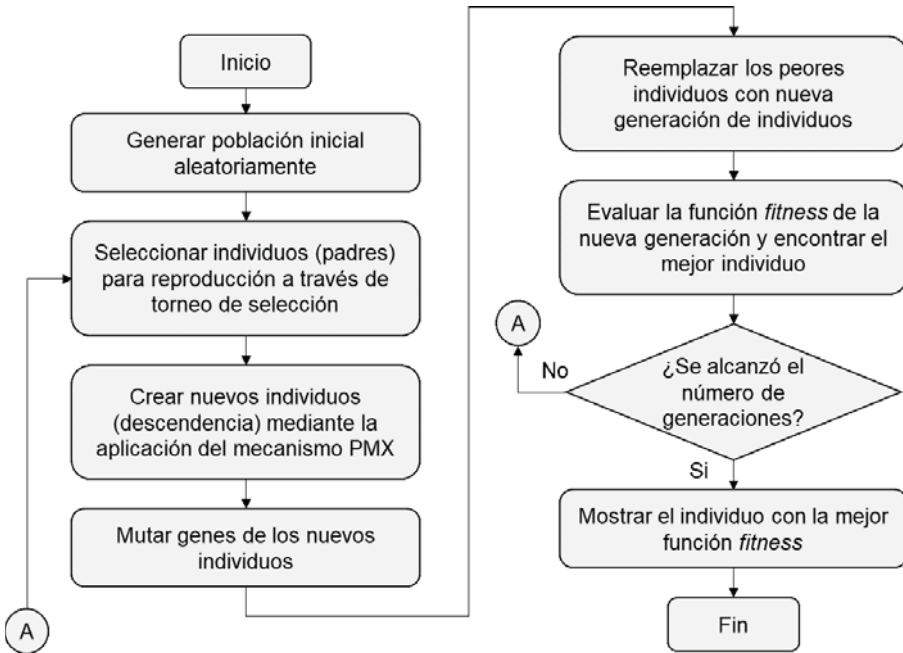 Inicio
Generar población inicial
aleatoriamente
Seleccionar individuos (padres)
para reproducción a través de
torneo de selección
Crear nuevos individuos
(descendencia) mediante la
aplicación del mecanismo PMX
Mutar genes de los nuevos
individuos
A
Reemplazar los peores
individuos con nueva
generación de individuos
Evaluar la función fitness de la
nueva generación y encontrar el
mejor individuo
A
No
¿Se alcanzó el
número de
generaciones?
Si
Mostrar el individuo con la mejor
función fitness
Fin